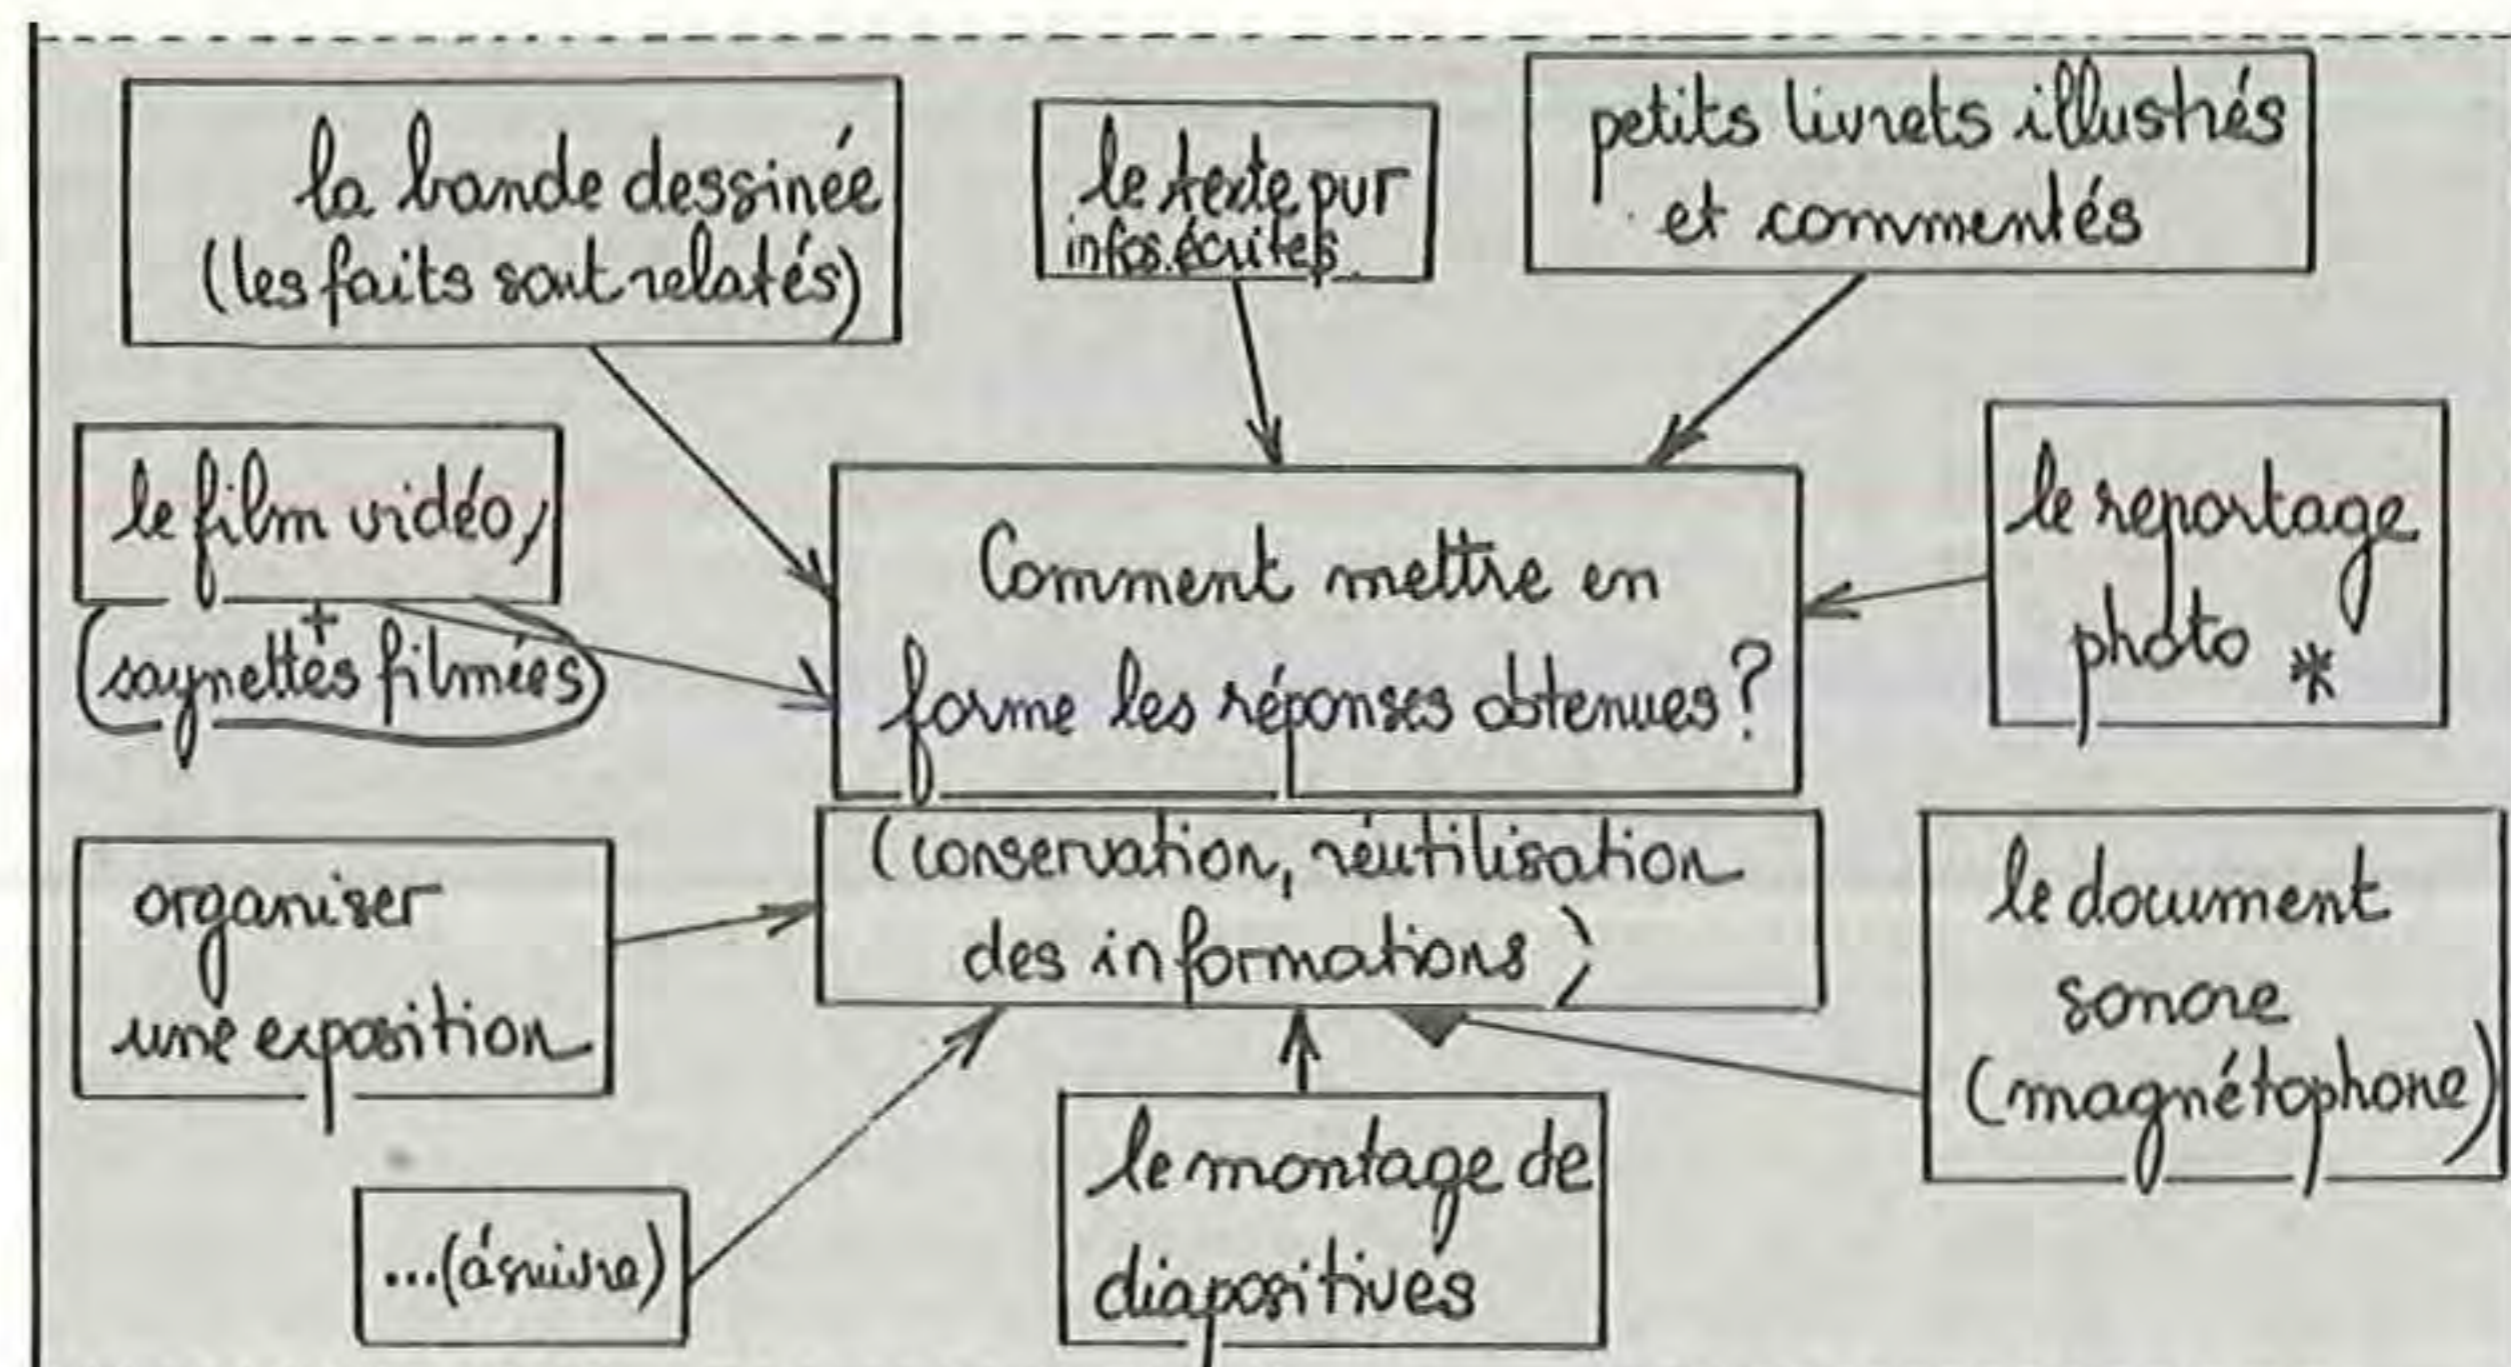 la bande dessinée
(les faits sont relatés)
le texte pur
infos écrites
petits livrets illustrés
et commentés
le film vidéo,
+
saynettes filmées
Comment mettre en
forme les réponses obtenues?
le reportage
photo *
(conservation, réutilisation
des informations)
organiser
une exposition
le document
sonore
(magnétophone)
...(à suivre)
le montage de
diapositives